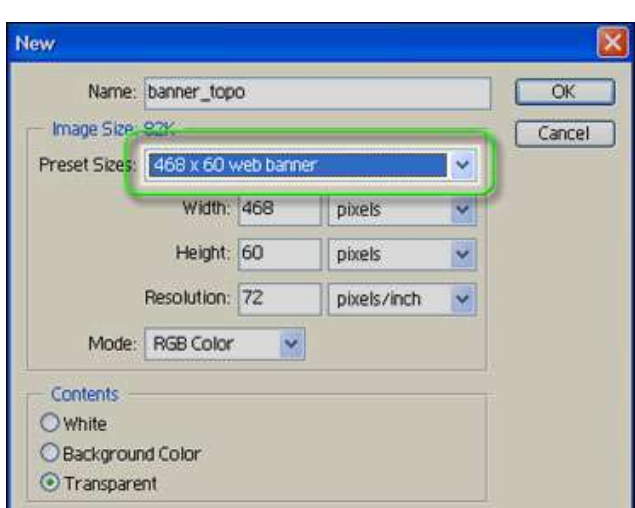 New
Name: banner_topo
OK
Image Size: 82K
Cancel
Preset Sizes: 468 x 60 web banner
Width: 468 pixels
Height: 60 pixels
Resolution: 72 pixels/inch
Mode: RGB Color
Contents
White
Background Color
Transparent